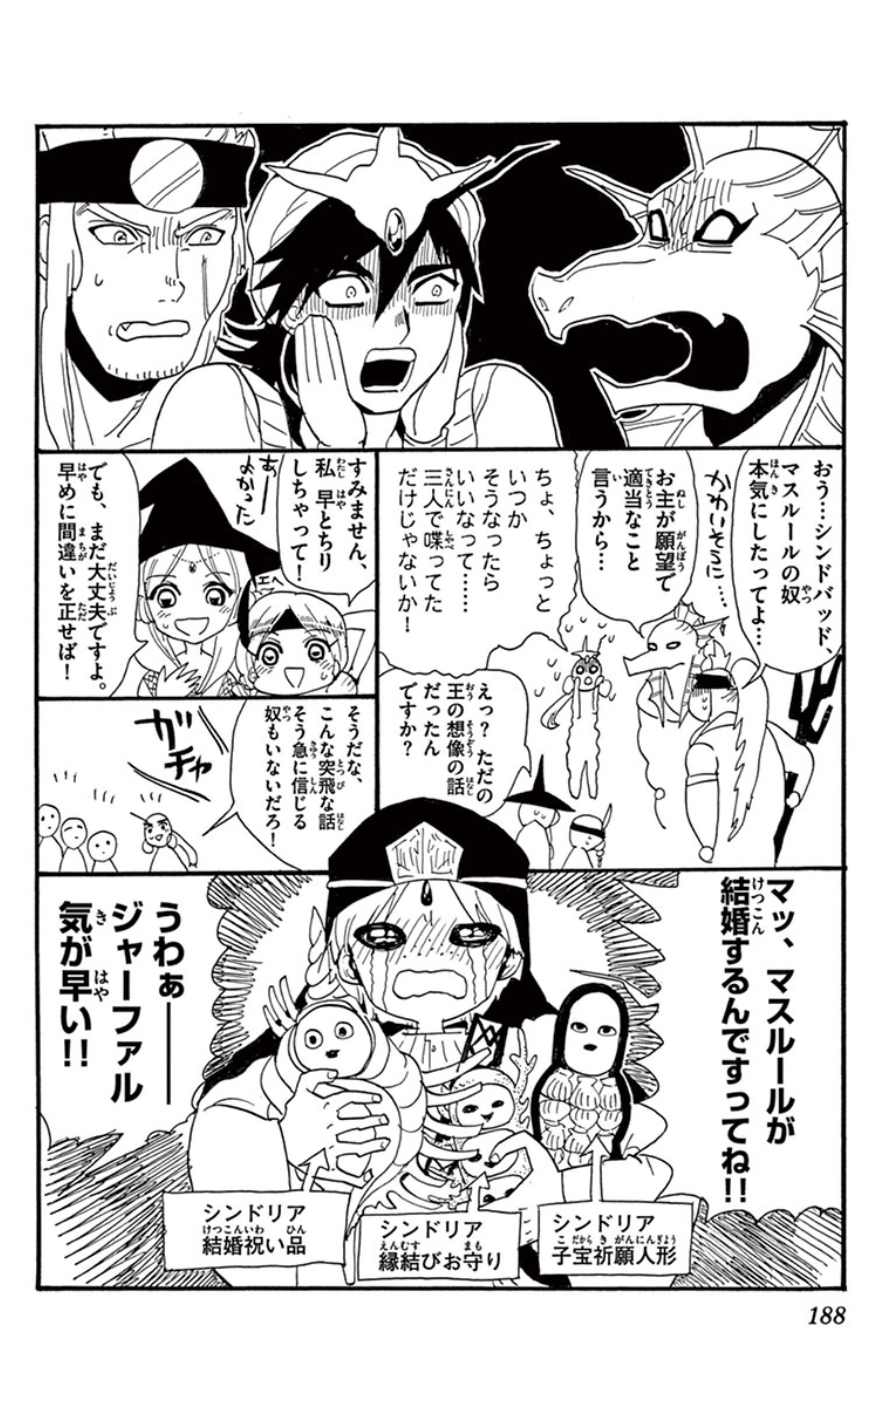 おう…シンドバッド、
マスルールの奴
本気にしたってよ…
かわいそうに…
お主が願望で
適当なこと
言うから…
ちょ、ちょっと
いつか
そうなったら
いいなって……
三人で喋ってた
だけじゃないか！
えっ？ ただの
王の想像の話
だったん
ですか？
すみません、
私 早とちり
しちゃって！
エヘ
あー
よかった
でも、まだ大丈夫ですよ。
早めに間違いを正せば！
そうだな、
こんな突飛な話
そう急に信じる
奴もいないだろ！
ガチャ
マッ、マスルールが
結婚するんですってね!!
うわぁ――
ジャーファル
気が早い!!
シンドリア
子宝祈願人形
シンドリア
縁結びお守り
シンドリア
結婚祝い品
188